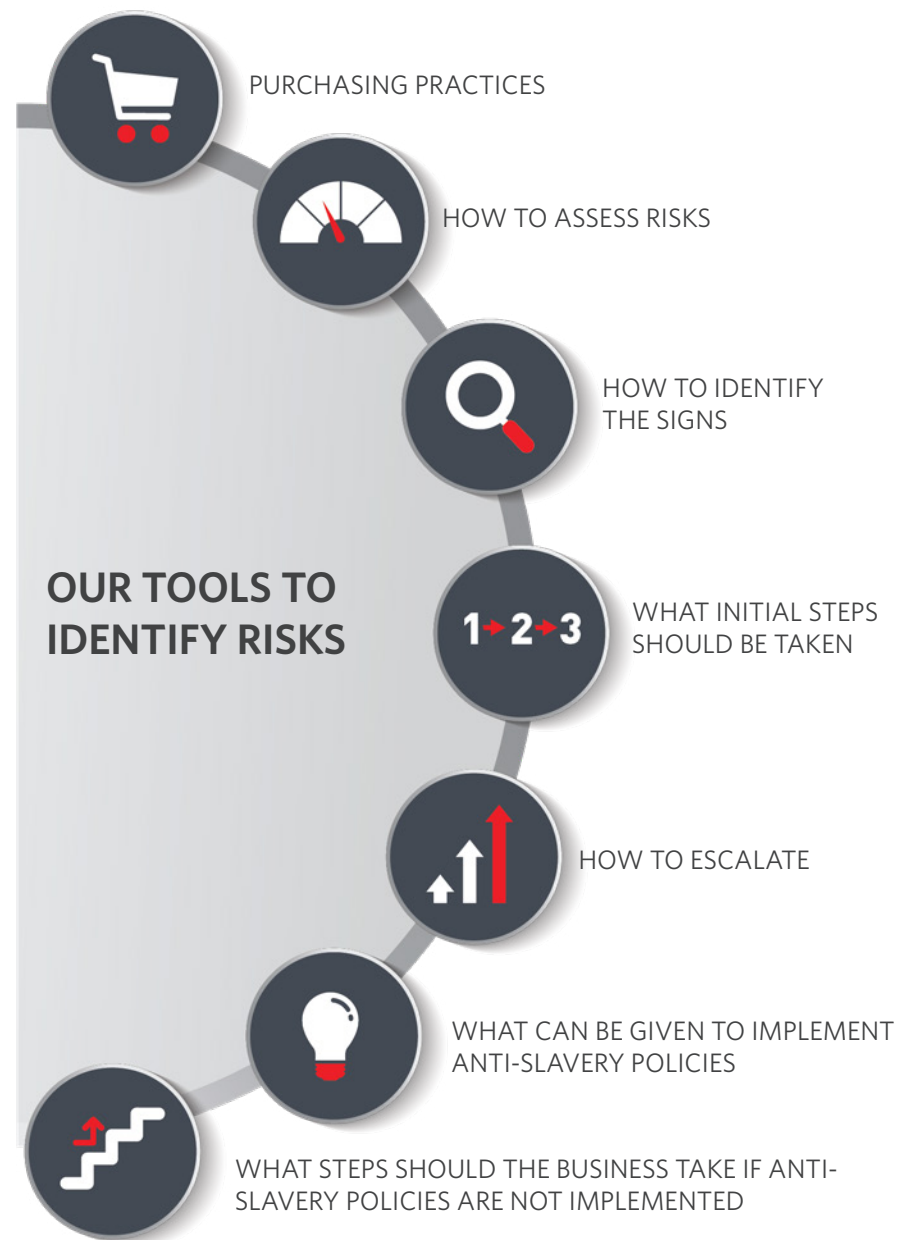 PURCHASING PRACTICES
HOW TO ASSESS RISKS
HOW TO IDENTIFY
THE SIGNS
OUR TOOLS TO
IDENTIFY RISKS
1→2→3
WHAT INITIAL STEPS
SHOULD BE TAKEN
HOW TO ESCALATE
WHAT CAN BE GIVEN TO IMPLEMENT
ANTI-SLAVERY POLICIES
WHAT STEPS SHOULD THE BUSINESS TAKE IF ANTI-
SLAVERY POLICIES ARE NOT IMPLEMENTED